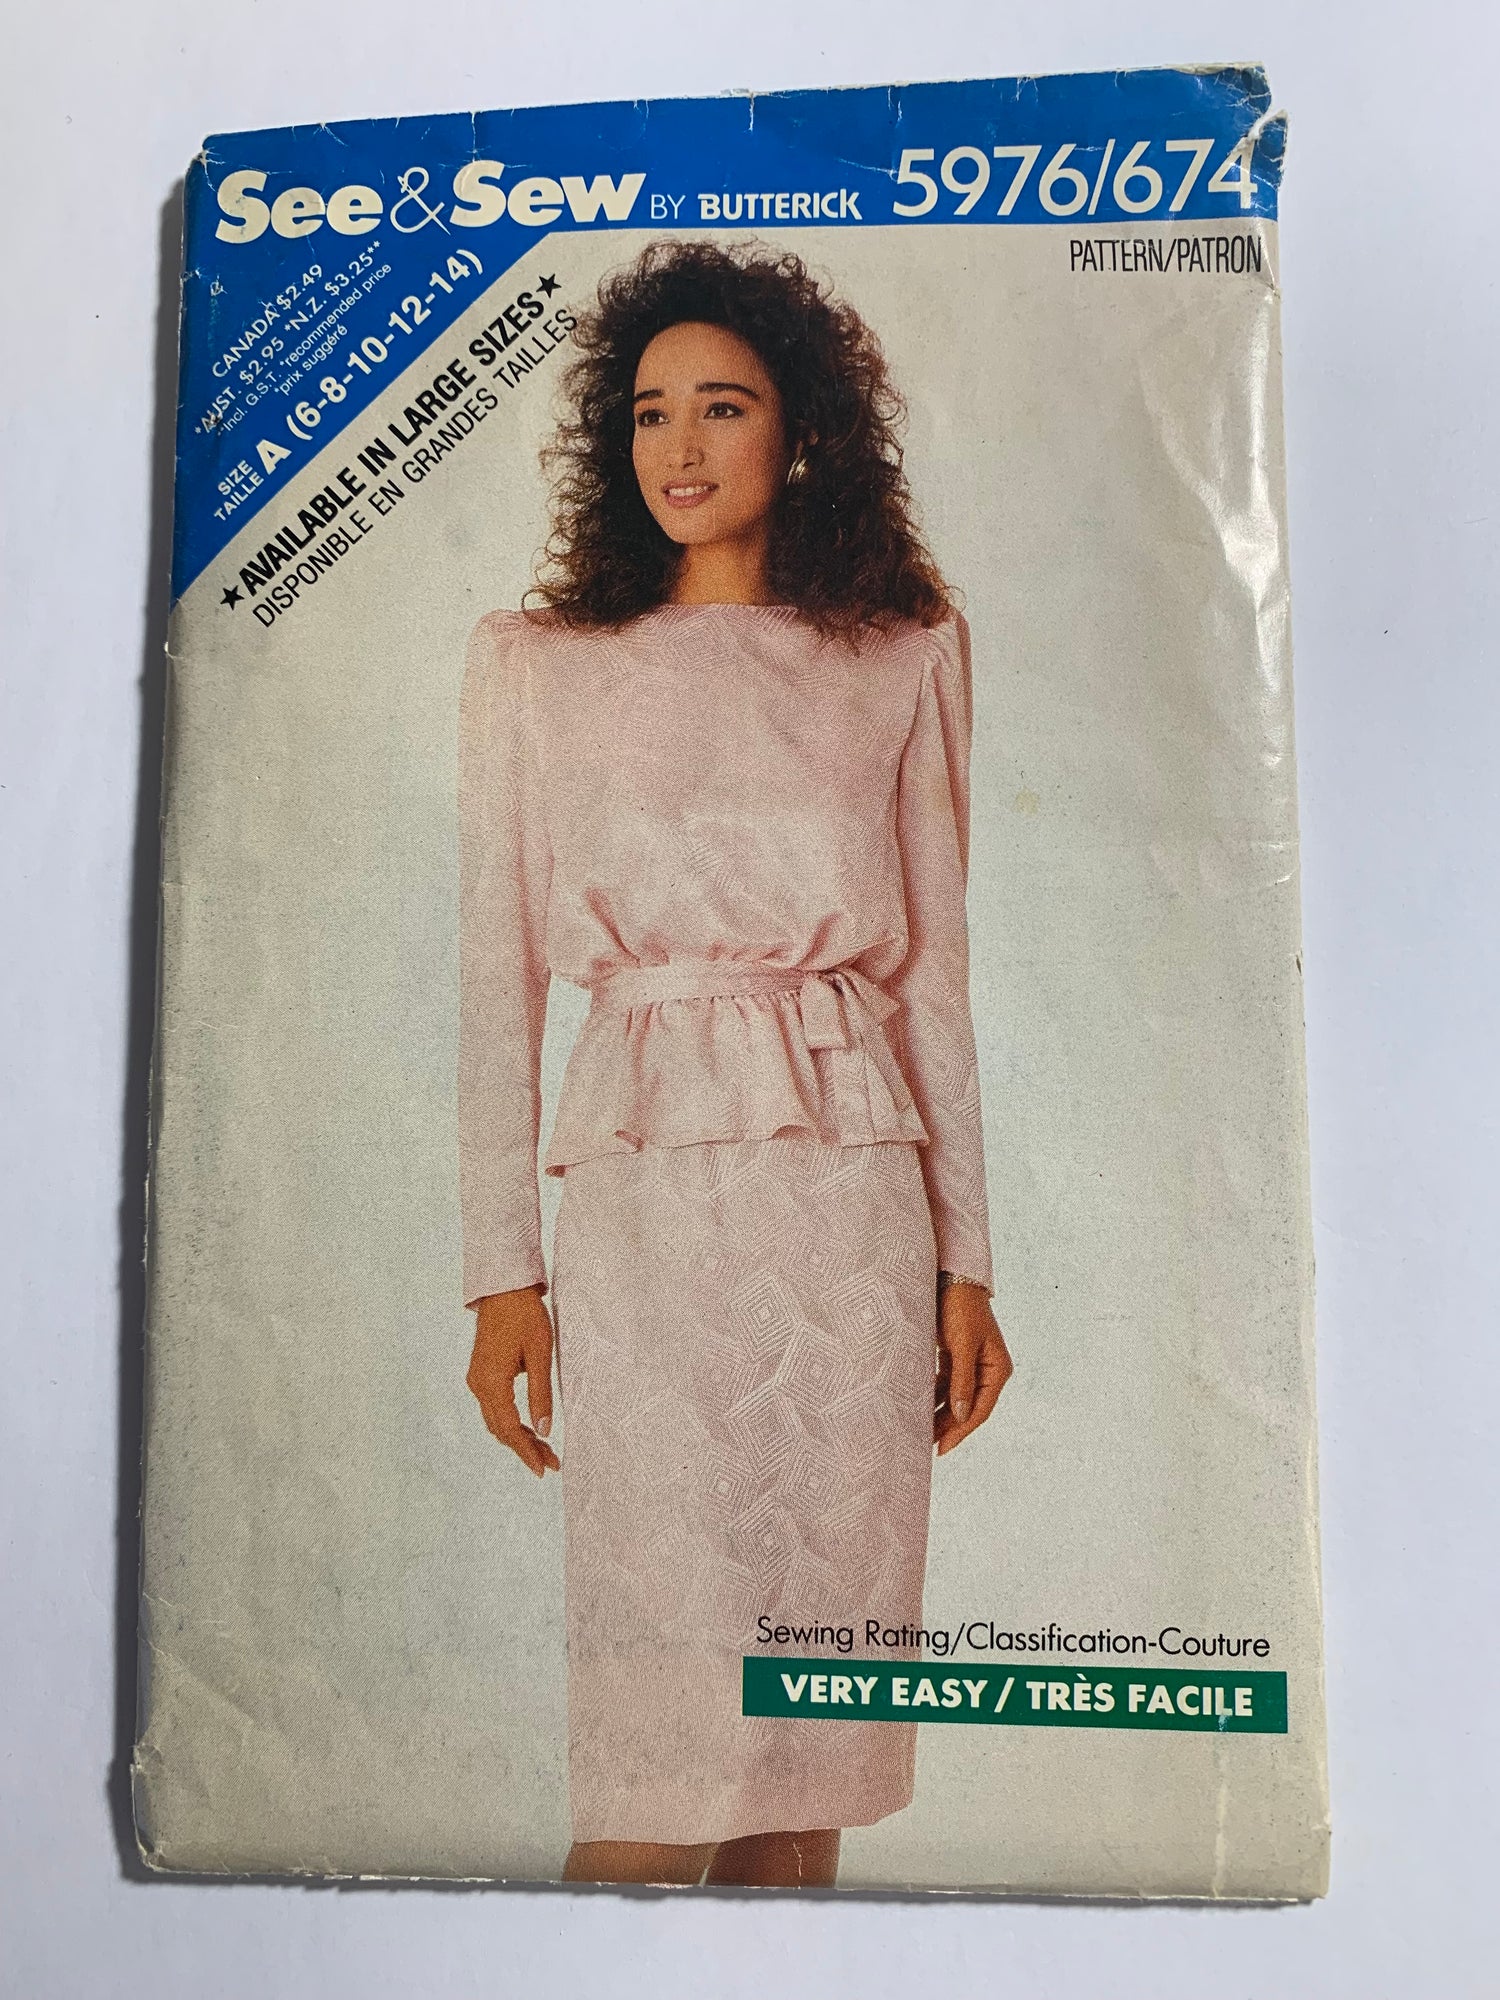 See & Sew BY BUTTERICK 5976/674
PATTERN/PATRON
CANADA $2.49
*AUST. $2.95 *N.Z. $3.25**
**Incl. G.S.T. *recommended price
*prix suggéré
SIZE
TAILLE A (6-8-10-12-14)
★AVAILABLE IN LARGE SIZES★
DISPONIBLE EN GRANDES TAILLES
Sewing Rating/Classification-Couture
VERY EASY / TRÈS FACILE